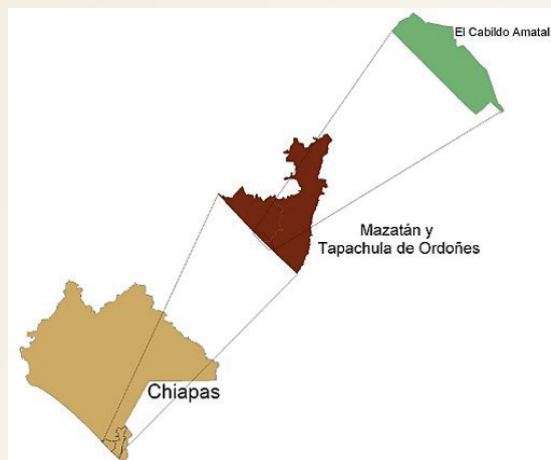 El Cabildo Amatal
Mazatán y
Tapachula de Ordoñes
Chiapas